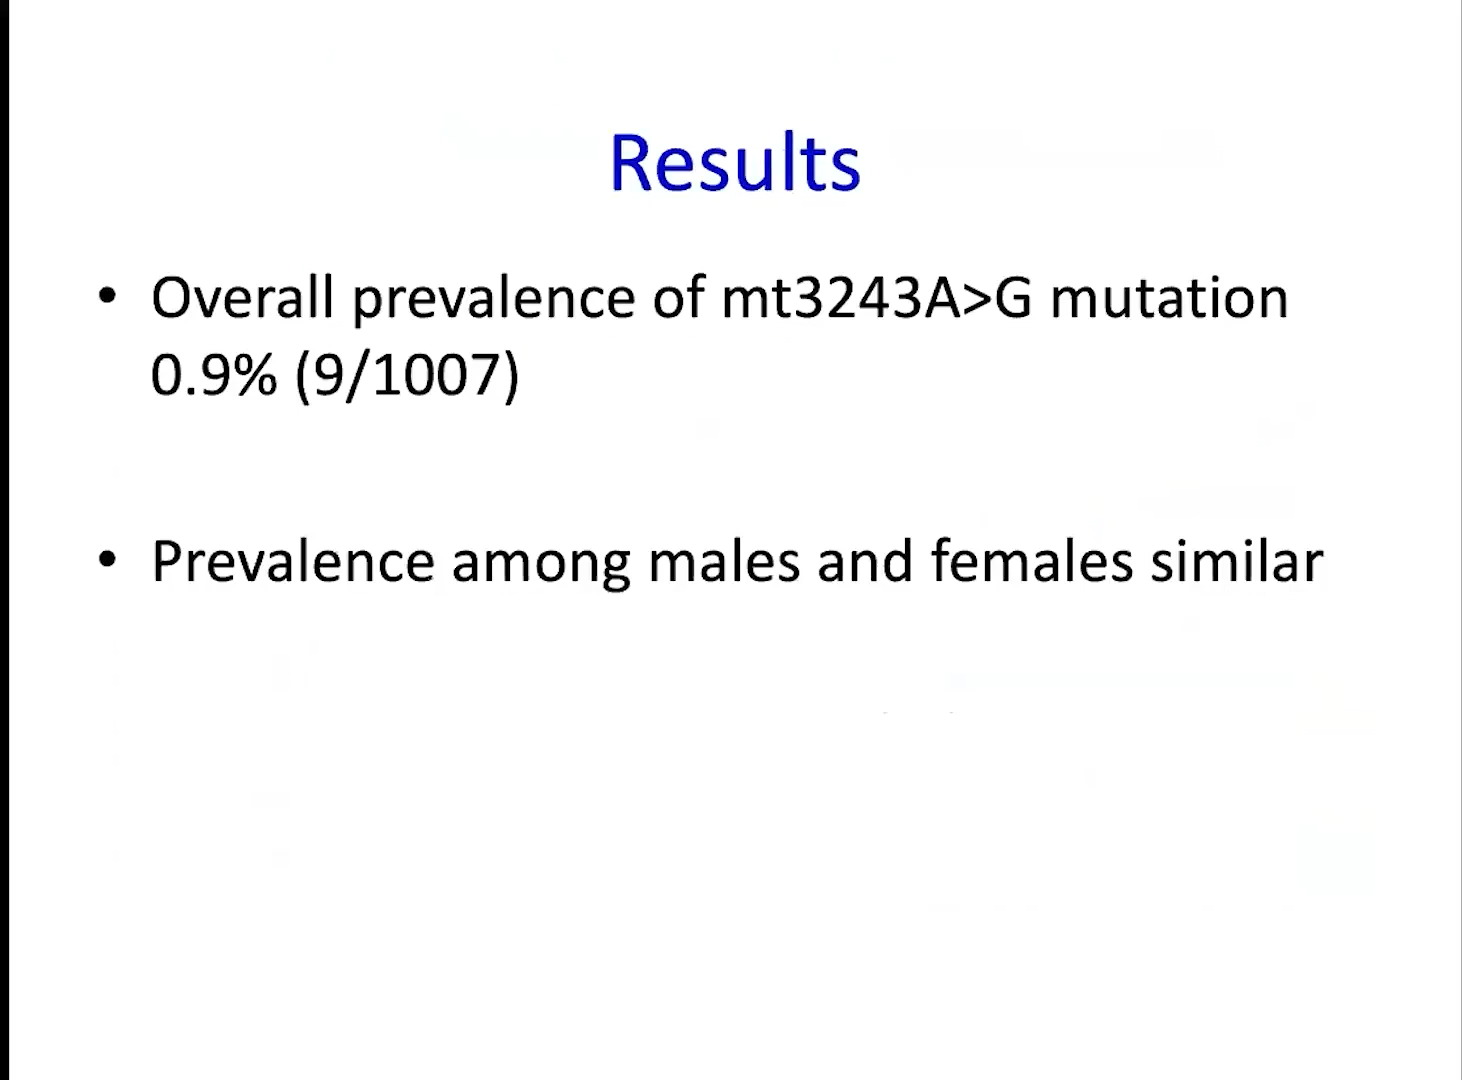 Results
• Overall prevalence of mt3243A>G mutation
0.9% (9/1007)
• Prevalence among males and females similar